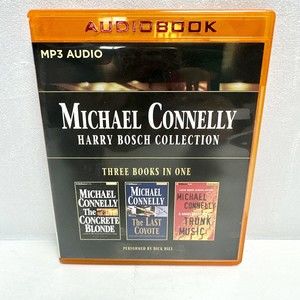 AUDIOBOOK
MP3 AUDIO
MICHAEL CONNELLY
HARRY BOSCH COLLECTION
THREE BOOKS IN ONE
MICHAEL
CONNELLY
The
CONCRETE
BLONDE
MICHAEL
CONNELLY
The LAST
COYOTE
MICHAEL
CONNELLY
TRUNK
MUSIC
PERFORMED BY DICK HILL